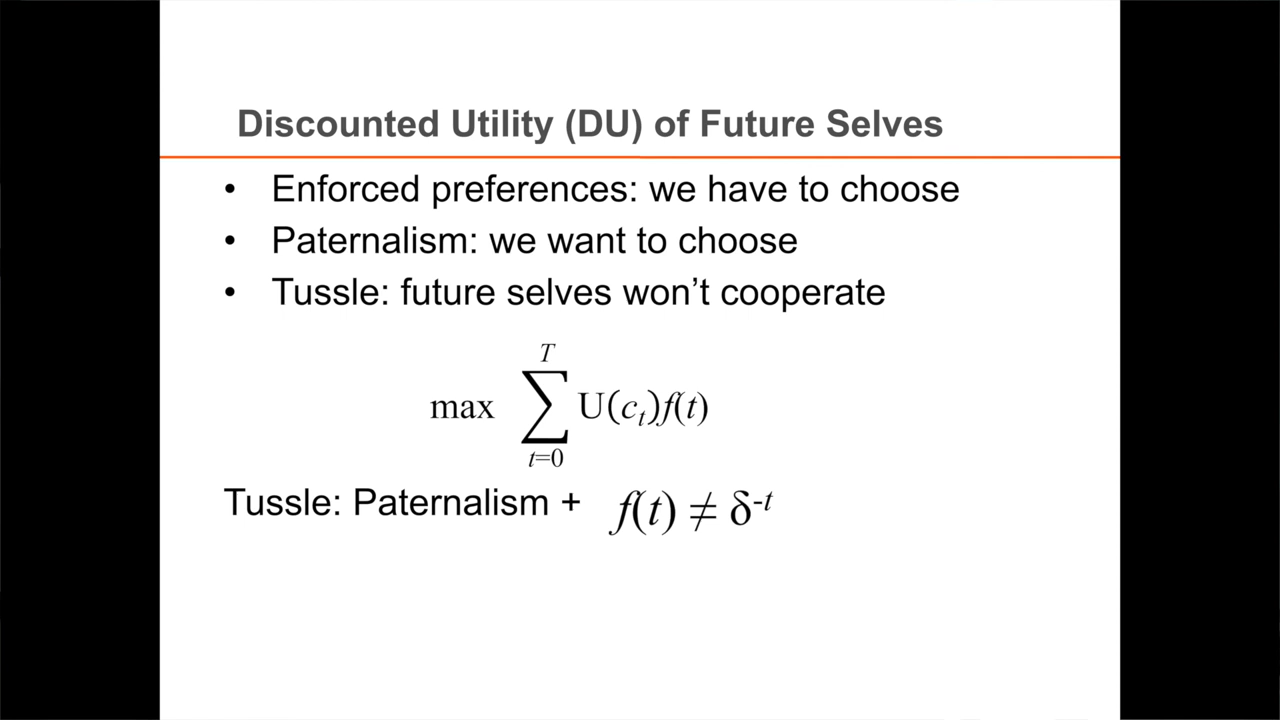 Discounted Utility (DU) of Future Selves
• Enforced preferences: we have to choose
• Paternalism: we want to choose
• Tussle: future selves won’t cooperate
T
max ∑ U(cₜ)f(t)
t=0
Tussle: Paternalism + f(t) ≠ δ⁻ᵗ